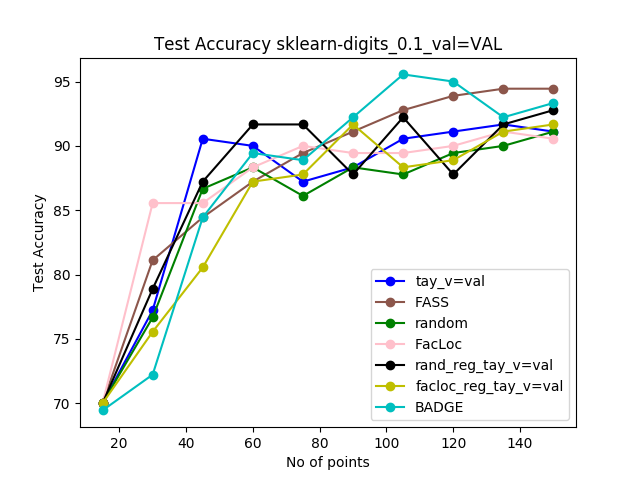 Test Accuracy sklearn-digits_0.1_val=VAL
95
90
85
80
75
70
Test Accuracy
20
40
60
80
100
120
140
No of points
tay_v=val
FASS
random
FacLoc
rand_reg_tay_v=val
facloc_reg_tay_v=val
BADGE